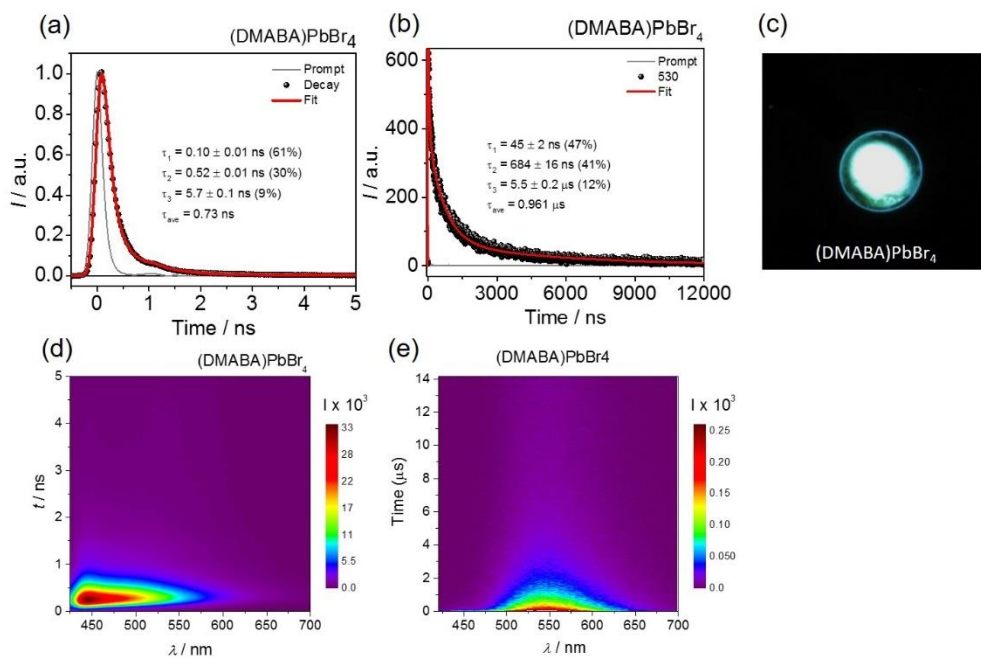 (a)
(DMABA)PbBr₄
Prompt
Decay
Fit
τ₁ = 0.10 ± 0.01 ns (61%)
τ₂ = 0.52 ± 0.01 ns (30%)
τ₃ = 5.7 ± 0.1 ns (9%)
τave = 0.73 ns
I / a.u.
1.0
0.8
0.6
0.4
0.2
0.0
0 1 2 3 4 5
Time / ns
(b)
(DMABA)PbBr₄
Prompt
530
Fit
τ₁ = 45 ± 2 ns (47%)
τ₂ = 684 ± 16 ns (41%)
τ₃ = 5.5 ± 0.2 μs (12%)
τave = 0.961 μs
I / a.u.
600
400
200
0
0 3000 6000 9000 12000
Time / ns
(c)
(DMABA)PbBr₄
(d)
(DMABA)PbBr₄
t / ns
5
4
3
2
1
0
450 500 550 600 650 700
λ / nm
I x 10³
33
28
22
17
11
5.5
0.0
(e)
(DMABA)PbBr4
Time (μs)
14
12
10
8
6
4
2
0
450 500 550 600 650 700
λ / nm
I x 10³
0.25
0.20
0.15
0.10
0.050
0.0